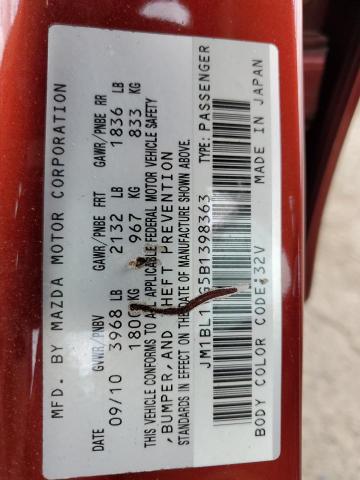 MFD. BY MAZDA MOTOR CORPORATION
GVWR/PNBV GAWR/PNBE FRT GAWR/PNBE RR
DATE 3968 LB 2132 LB 1836 LB
09/10 1800 KG 967 KG 833 KG
THIS VEHICLE CONFORMS TO ALL APPLICABLE FEDERAL MOTOR VEHICLE SAFETY
,BUMPER,AND THEFT PREVENTION
STANDARDS IN EFFECT ON THE DATE OF MANUFACTURE SHOWN ABOVE.
TYPE: PASSENGER
BODY COLOR CODE:32V MADE IN JAPAN